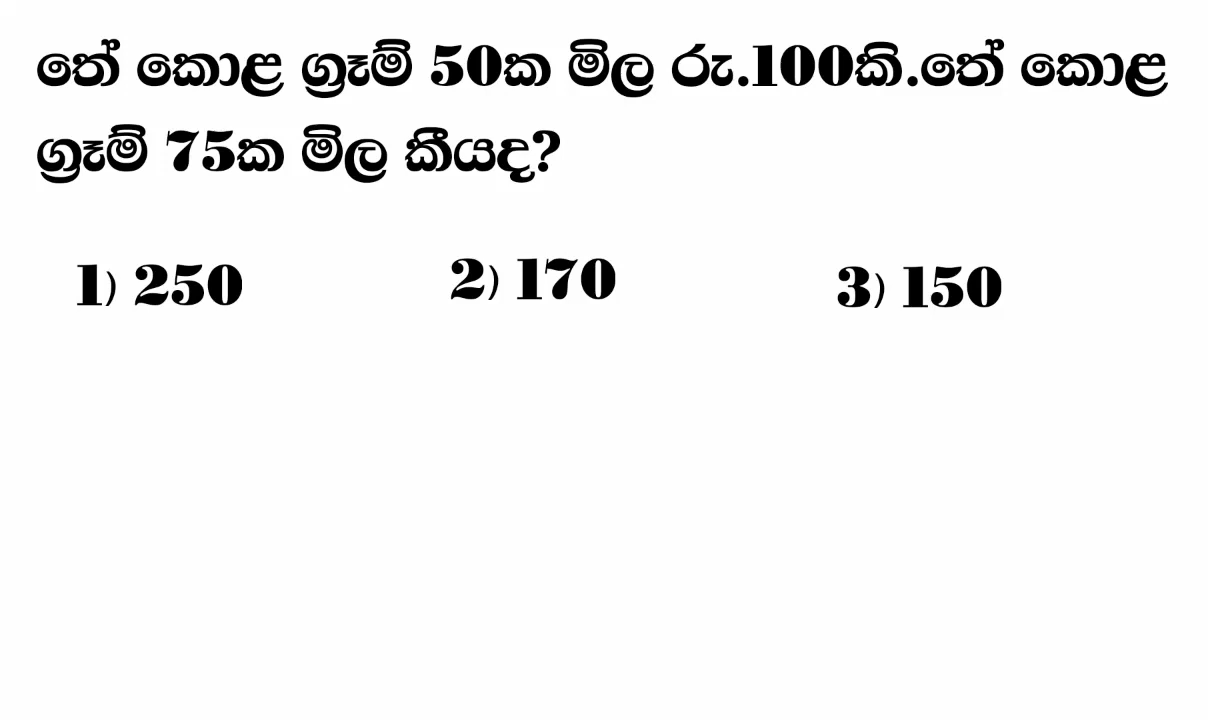 තේ කොළ ග්‍රෑම් 50ක මිල රු.100කි.තේ කොළ
ග්‍රෑම් 75ක මිල කීයද?
1) 250 2) 170 3) 150